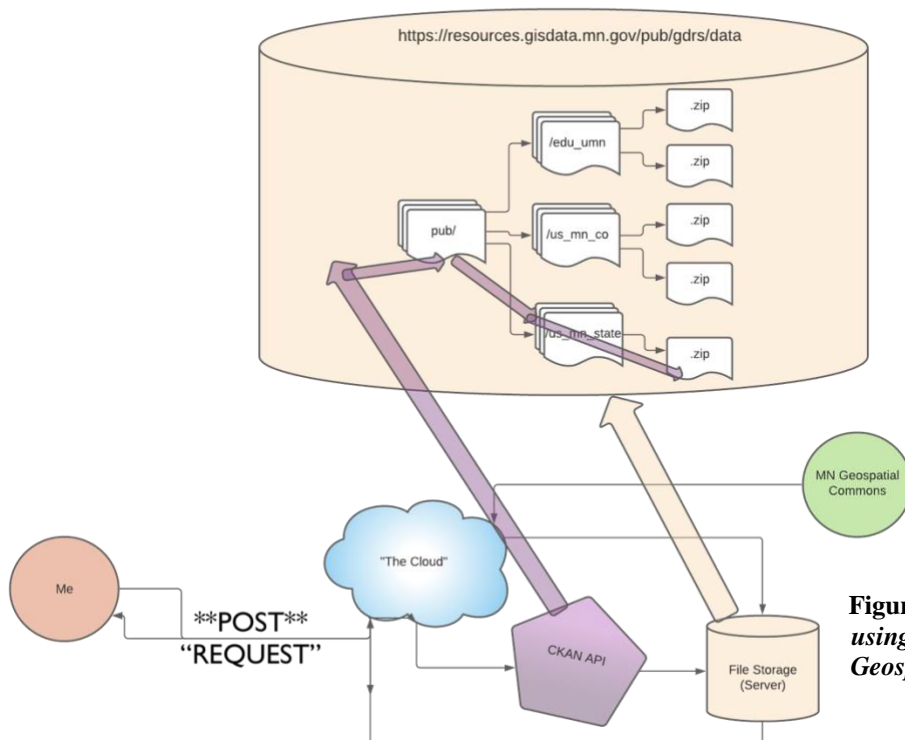 https://resources.gisdata.mn.gov/pub/gdrs/data
.zip
/edu_umn
.zip
.zip
pub/
/us_mn_co
.zip
/us_mn_state
.zip
MN Geospatial
Commons
"The Cloud"
Me
**POST**
“REQUEST”
CKAN API
File Storage
(Server)
Figur
using
Geosp